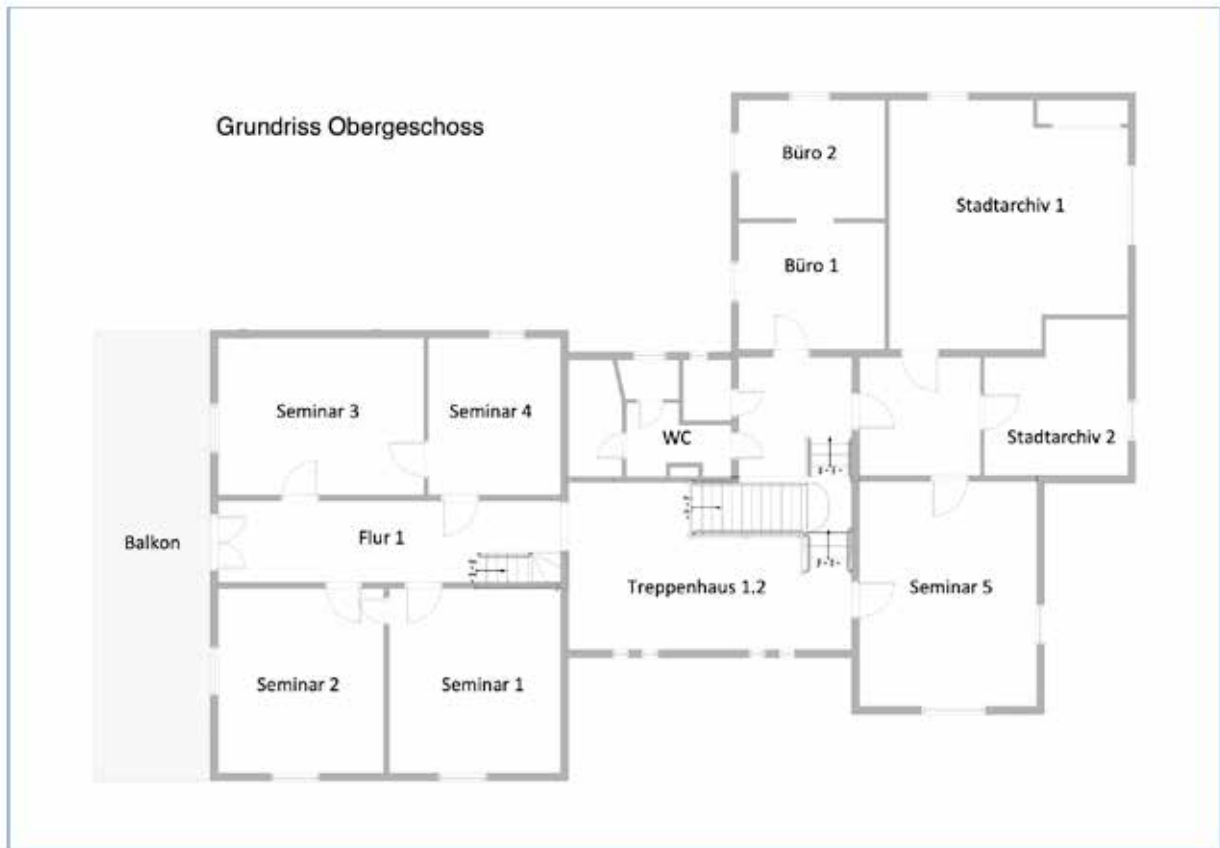 Grundriss Obergeschoss
Büro 2
Stadtarchiv 1
Büro 1
Seminar 3
Seminar 4
WC
Stadtarchiv 2
Balkon
Flur 1
Treppenhaus 1.2
Seminar 5
Seminar 2
Seminar 1